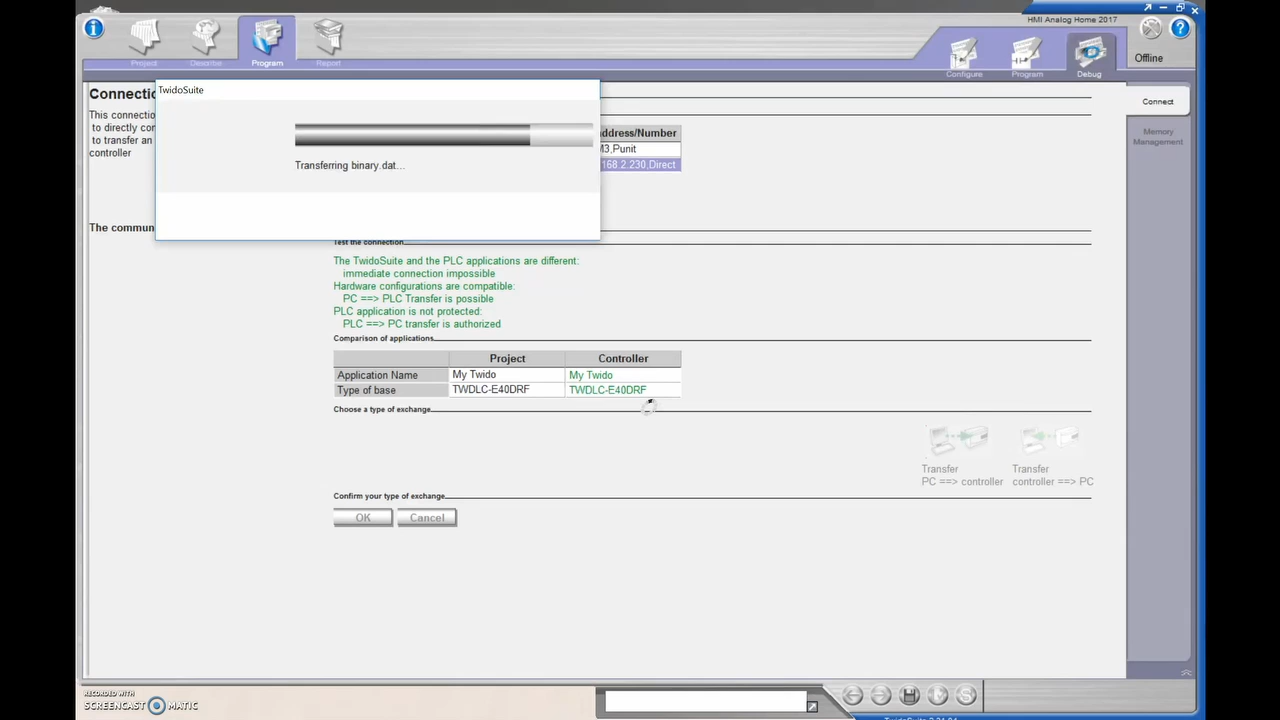 HMI Analog Home 2017
Project
Describe
Program
Report
Configure
Program
Debug
Offline
TwidoSuite
Transferring binary.dat...
Connectio
This connectio
to directly con
to transfer an
controller
The commun
ddress/Number
M3,Punit
168.2.230,Direct
Connect
Memory
Management
Test the connection
The TwidoSuite and the PLC applications are different:
immediate connection impossible
Hardware configurations are compatible:
PC ==> PLC Transfer is possible
PLC application is not protected:
PLC ==> PC transfer is authorized
Comparison of applications
Project Controller
Application Name My Twido My Twido
Type of base TWDLC-E40DRF TWDLC-E40DRF
Choose a type of exchange
Transfer
PC ==> controller
Transfer
controller ==> PC
Confirm your type of exchange
OK Cancel
RECORDED WITH
SCREENCAST MATIC